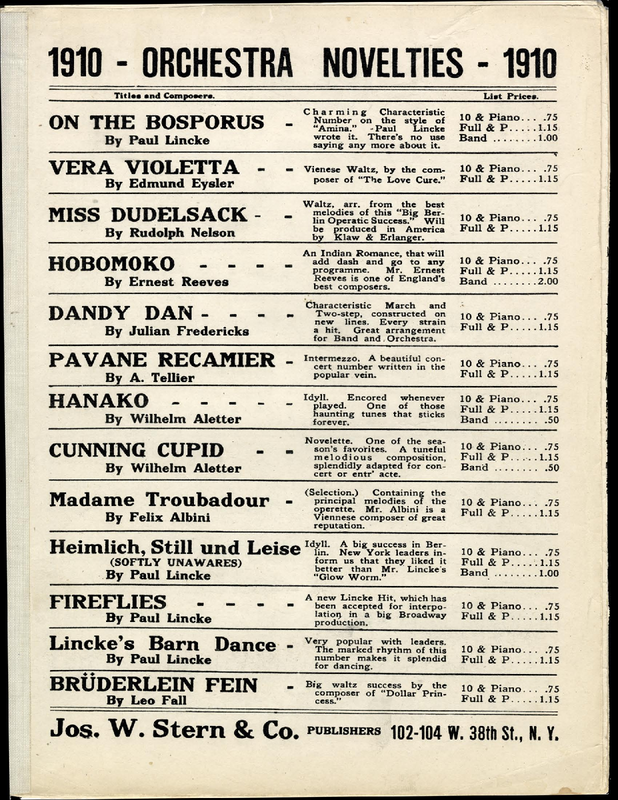 1910 - ORCHESTRA NOVELTIES - 1910
Titles and Composers. List Prices.
ON THE BOSPORUS -
By Paul Lincke
Charming Characteristic
Number on the style of
"Amina." -Paul Lincke
wrote it. There's no use
saying any more about it.
10 & Piano... .75
Full & P.....1.15
Band ........1.00
VERA VIOLETTA - -
By Edmund Eysler
Vienese Waltz, by the com-
poser of "The Love Cure."
10 & Piano... .75
Full & P.....1.15
MISS DUDELSACK - -
By Rudolph Nelson
Waltz, arr. from the best
melodies of this "Big Ber-
lin Operatic Success." Will
be produced in America
by Klaw & Erlanger.
10 & Piano... .75
Full & P.....1.15
HOBOMOKO - - - -
By Ernest Reeves
An Indian Romance, that will
add dash and go to any
programme. Mr. Ernest
Reeves is one of England's
best composers.
10 & Piano... .75
Full & P.....1.15
Band ........2.00
DANDY DAN - - - -
By Julian Fredericks
Characteristic March and
Two-step, constructed on
new lines. Every strain
a hit. Great arrangement
for Band and Orchestra.
10 & Piano... .75
Full & P.....1.15
PAVANE RECAMIER -
By A. Tellier
Intermezzo. A beautiful con-
cert number written in the
popular vein.
10 & Piano... .75
Full & P.....1.15
HANAKO - - - - -
By Wilhelm Aletter
Idyll. Encored whenever
played. One of those
haunting tunes that sticks
forever.
10 & Piano... .75
Full & P.....1.15
Band ........ .50
CUNNING CUPID - -
By Wilhelm Aletter
Novelette. One of the sea-
son's favorites. A tuneful
melodious composition,
splendidly adapted for con-
cert or entr' acte.
10 & Piano... .75
Full & P.....1.15
Band ........ .50
Madame Troubadour -
By Felix Albini
(Selection.) Containing the
principal melodies of the
operette. Mr. Albini is a
Viennese composer of great
reputation.
10 & Piano... .75
Full & P.....1.15
Heimlich, Still und Leise
(SOFTLY UNAWARES)
By Paul Lincke
Idyll. A big success in Ber-
lin. New York leaders in-
form us that they liked it
better than Mr. Lincke's
"Glow Worm."
10 & Piano... .75
Full & P.....1.15
Band ........1.00
FIREFLIES - - - -
By Paul Lincke
A new Lincke Hit, which has
been accepted for interpo-
lation in a big Broadway
production.
10 & Piano... .75
Full & P.....1.15
Lincke's Barn Dance -
By Paul Lincke
Very popular with leaders.
The marked rhythm of this
number makes it splendid
for dancing.
10 & Piano... .75
Full & P.....1.15
BRÜDERLEIN FEIN -
By Leo Fall
Big waltz success by the
composer of "Dollar Prin-
cess."
10 & Piano... .75
Full & P.....1.15
Jos. W. Stern & Co. PUBLISHERS 102-104 W. 38th St., N. Y.